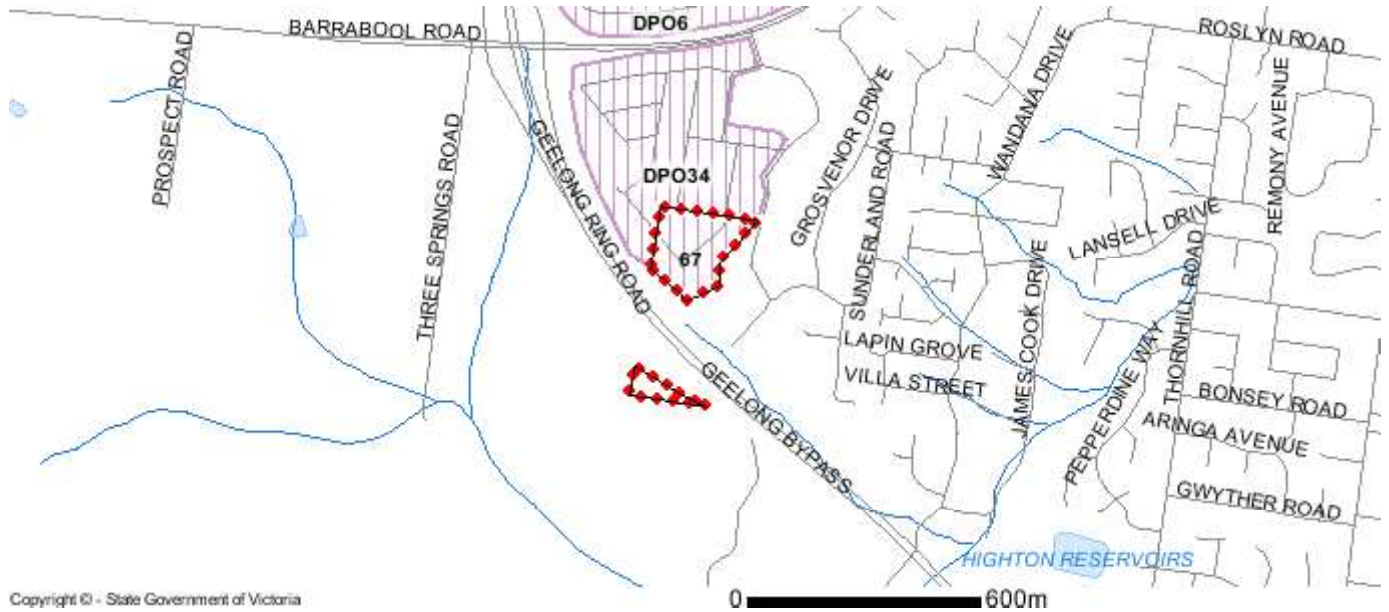 DPO6
BARRABOOL ROAD
ROSLYN ROAD
PROSPECT ROAD
THREE SPRINGS ROAD
GEELONG RING ROAD
DPO34
67
GROSVENOR DRIVE
SUNDERLAND ROAD
WANDANA DRIVE
REMONY AVENUE
LANSELL DRIVE
THORNHILL ROAD
JAMES COOK DRIVE
LAPIN GROVE
VILLA STREET
PEPPERDINE WAY
GEELONG BYPASS
BONSEY ROAD
ARINGA AVENUE
GWYTHER ROAD
HIGHTON RESERVOIRS
Copyright © - State Government of Victoria
0 600m